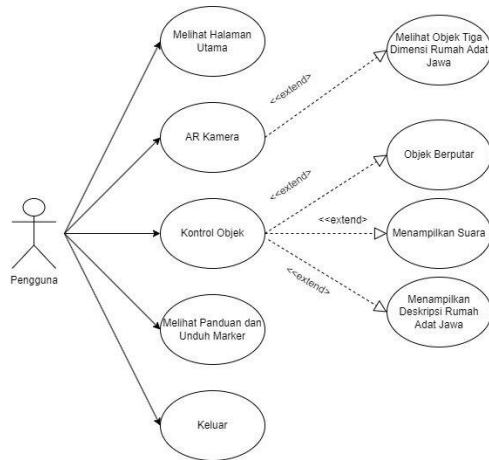 Melihat Halaman
Utama
Melihat Objek Tiga
Dimensi Rumah Adat
Jawa
<<extend>>
AR Kamera
<<extend>>
Objek Berputar
Pengguna
Kontrol Objek
<<extend>>
Menampilkan Suara
<<extend>>
Menampilkan
Deskripsi Rumah
Adat Jawa
Melihat Panduan dan
Unduh Marker
Keluar